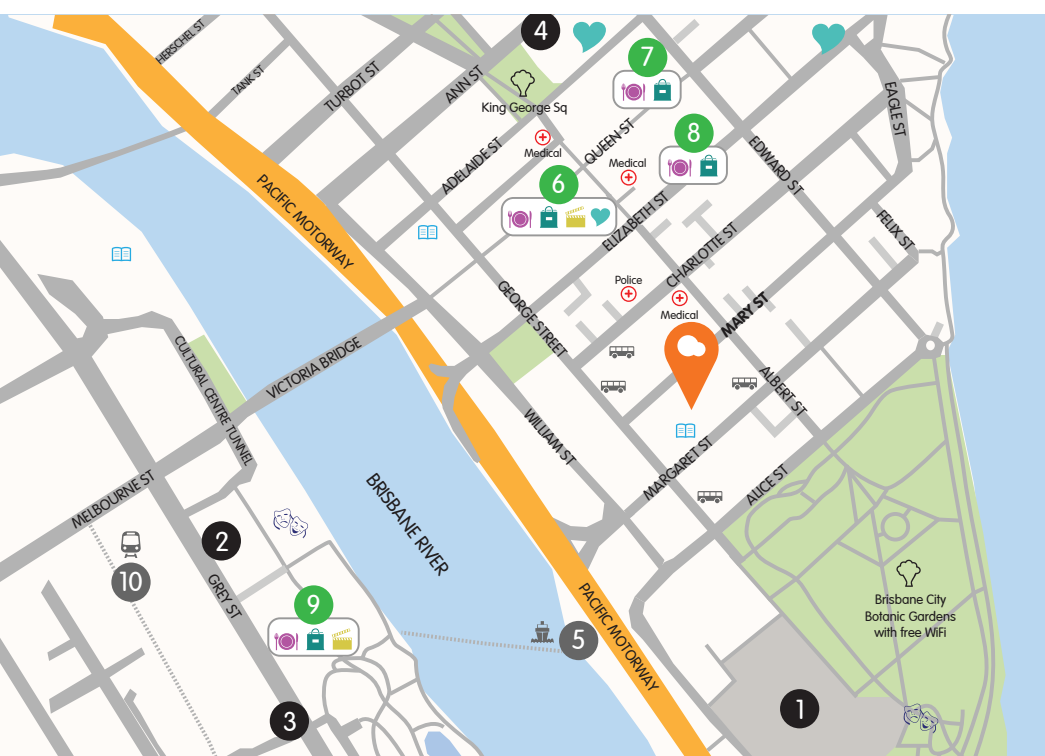 HERSCHEL ST
TANK ST
TURBOT ST
ANN ST
4
7
King George Sq
ADELAIDE ST
Medical
QUEEN ST
Medical
8
EAGLE ST
EDWARD ST
6
ELIZABETH ST
PACIFIC MOTORWAY
CHARLOTTE ST
FELIX ST
GEORGE STREET
Police
Medical
MARY ST
VICTORIA BRIDGE
CULTURAL CENTRE TUNNEL
ALBERT ST
WILLIAM ST
MARGARET ST
ALICE ST
MELBOURNE ST
BRISBANE RIVER
2
10
GREY ST
9
5
PACIFIC MOTORWAY
Brisbane City
Botanic Gardens
with free WiFi
3
1